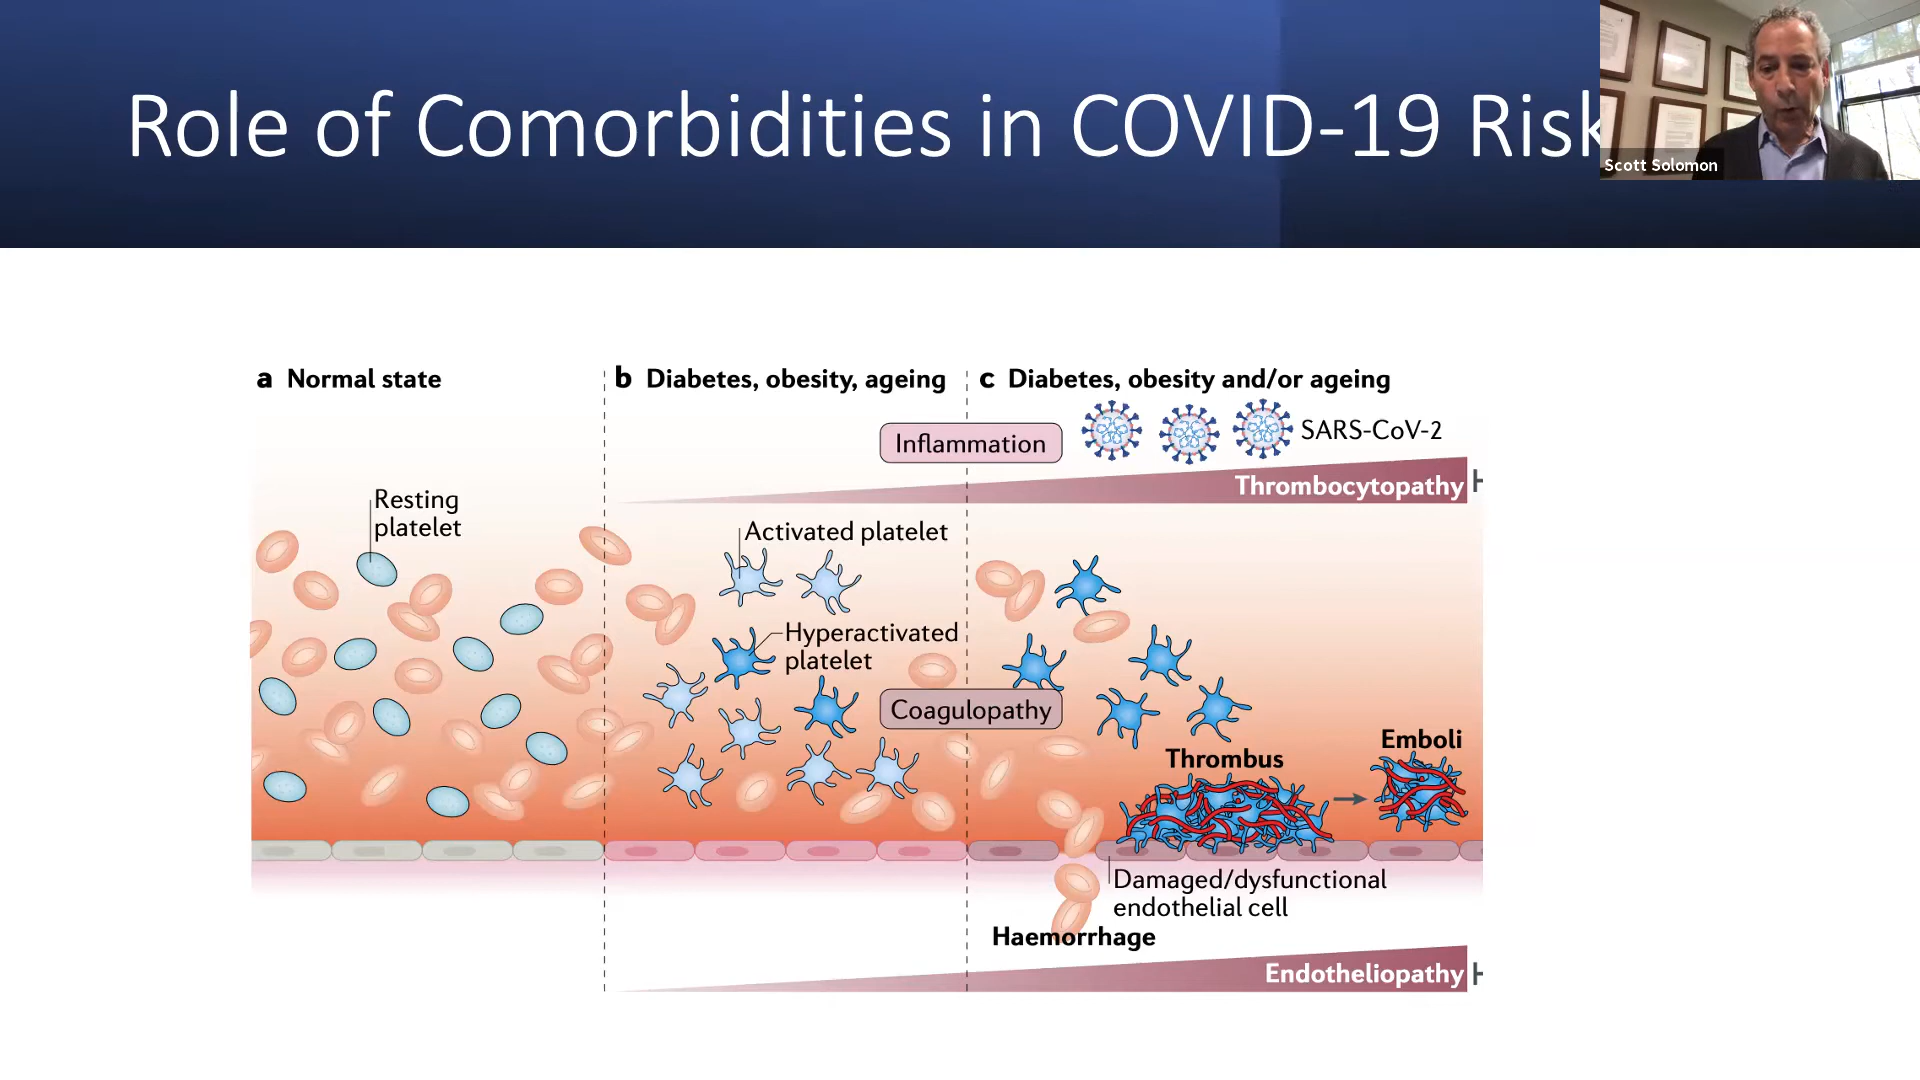 Role of Comorbidities in COVID-19 Risk
Scott Solomon
a Normal state
b Diabetes, obesity, ageing
c Diabetes, obesity and/or ageing
Inflammation
SARS-CoV-2
Thrombocytopathy
Resting
platelet
Activated platelet
Hyperactivated
platelet
Coagulopathy
Thrombus
Emboli
Damaged/dysfunctional
endothelial cell
Haemorrhage
Endotheliopathy